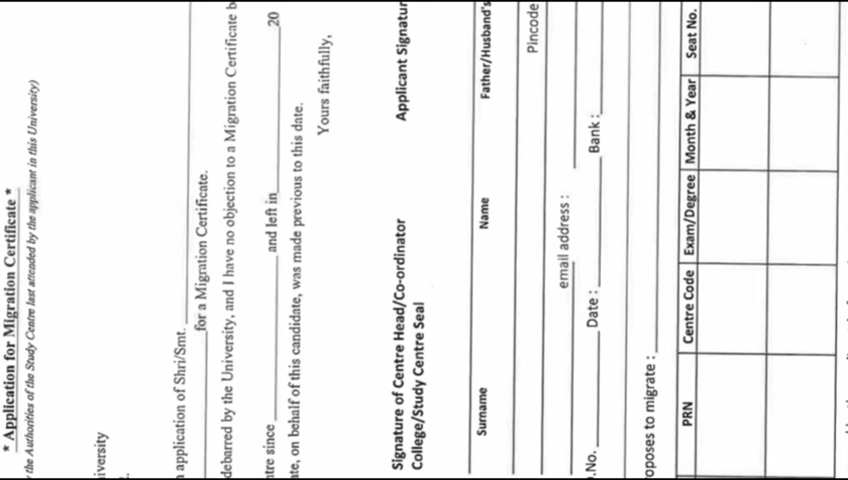 * Application for Migration Certificate *
the Authorities of the Study Centre last attended by the applicant in this University)
iversity
application of Shri/Smt.
for a Migration Certificate.
debarred by the University, and I have no objection to a Migration Certificate b
tre since and left in 20
te, on behalf of this candidate, was made previous to this date.
Yours faithfully,
Signature of Centre Head/Co-ordinator Applicant Signatur
College/Study Centre Seal
Surname Name Father/Husband's
Pincode
email address :
.No. Date : Bank :
oposes to migrate :
PRN Centre Code Exam/Degree Month & Year Seat No.